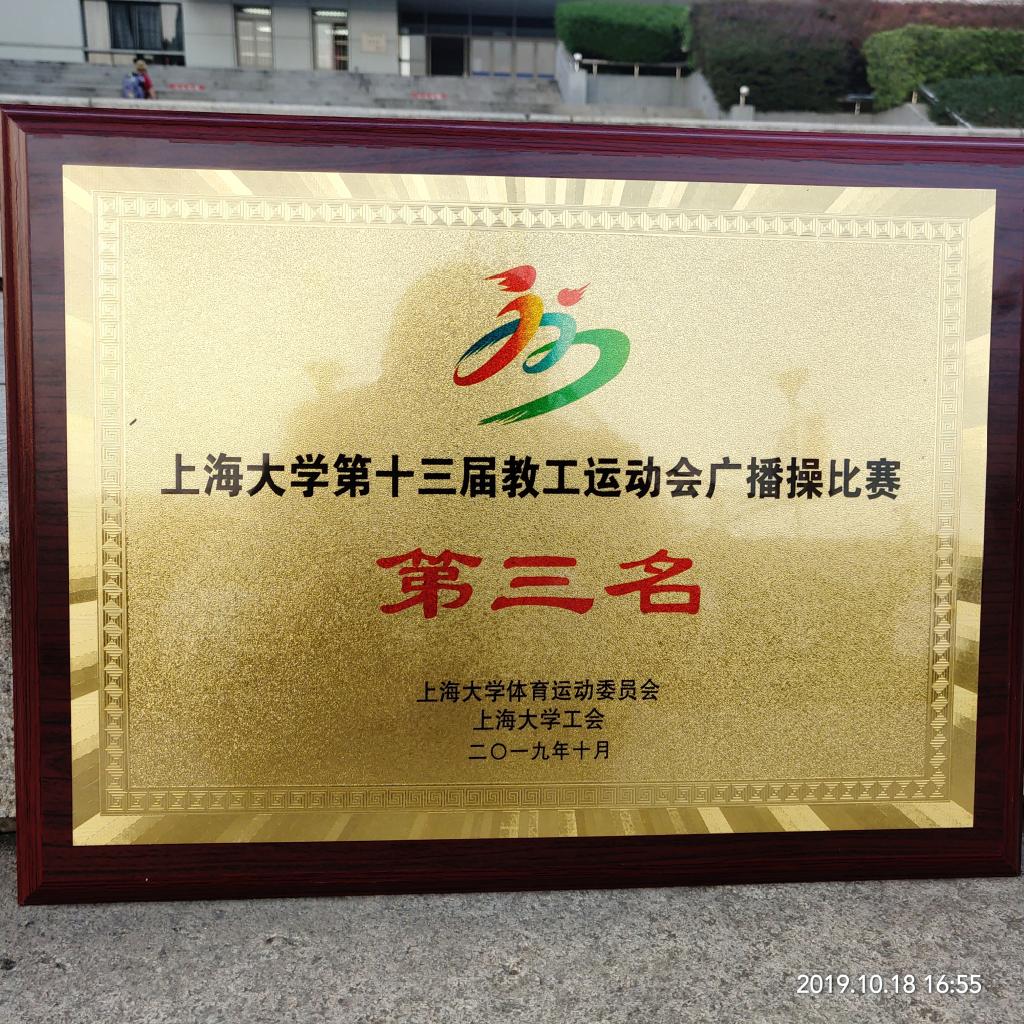 上海大学第十三届教工运动会广播操比赛
第三名
上海大学体育运动委员会
上海大学工会
二〇一九年十月
2019.10.18 16:55